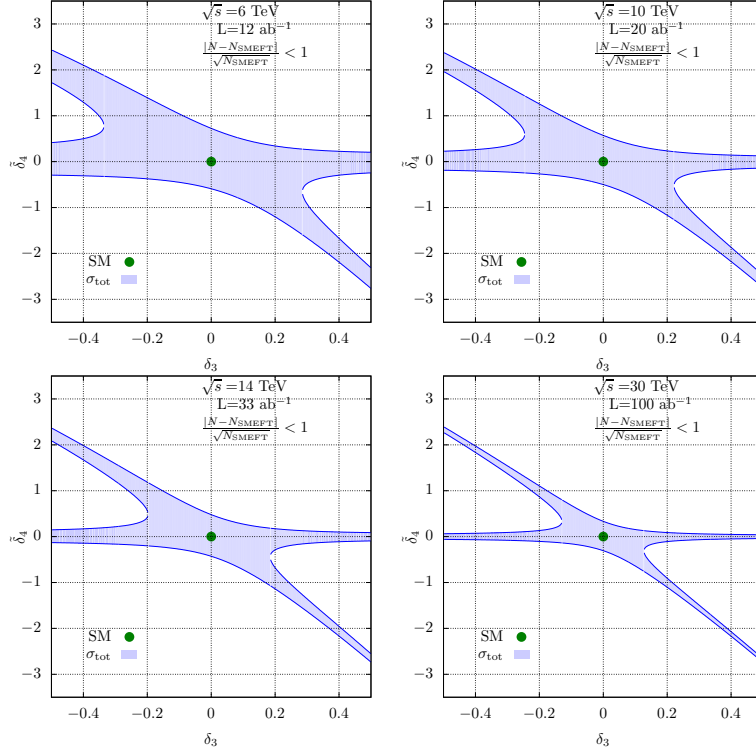 √s =6 TeV
L=12 ab⁻¹
|N−N_SMEFT| / √N_SMEFT < 1
3
2
1
0
−1
−2
−3
δ̃₄
SM
σ_tot
−0.4 −0.2 0 0.2 0.4
δ₃
√s =10 TeV
L=20 ab⁻¹
|N−N_SMEFT| / √N_SMEFT < 1
3
2
1
0
−1
−2
−3
δ̃₄
SM
σ_tot
−0.4 −0.2 0 0.2 0.4
δ₃
√s =14 TeV
L=33 ab⁻¹
|N−N_SMEFT| / √N_SMEFT < 1
3
2
1
0
−1
−2
−3
δ̃₄
SM
σ_tot
−0.4 −0.2 0 0.2 0.4
δ₃
√s =30 TeV
L=100 ab⁻¹
|N−N_SMEFT| / √N_SMEFT < 1
3
2
1
0
−1
−2
−3
δ̃₄
SM
σ_tot
−0.4 −0.2 0 0.2 0.4
δ₃